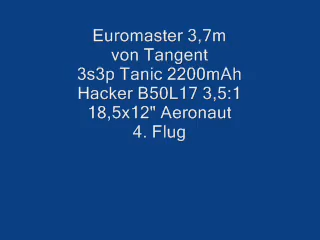 Euromaster 3,7m
von Tangent
3s3p Tanic 2200mAh
Hacker B50L17 3,5:1
18,5x12" Aeronaut
4. Flug